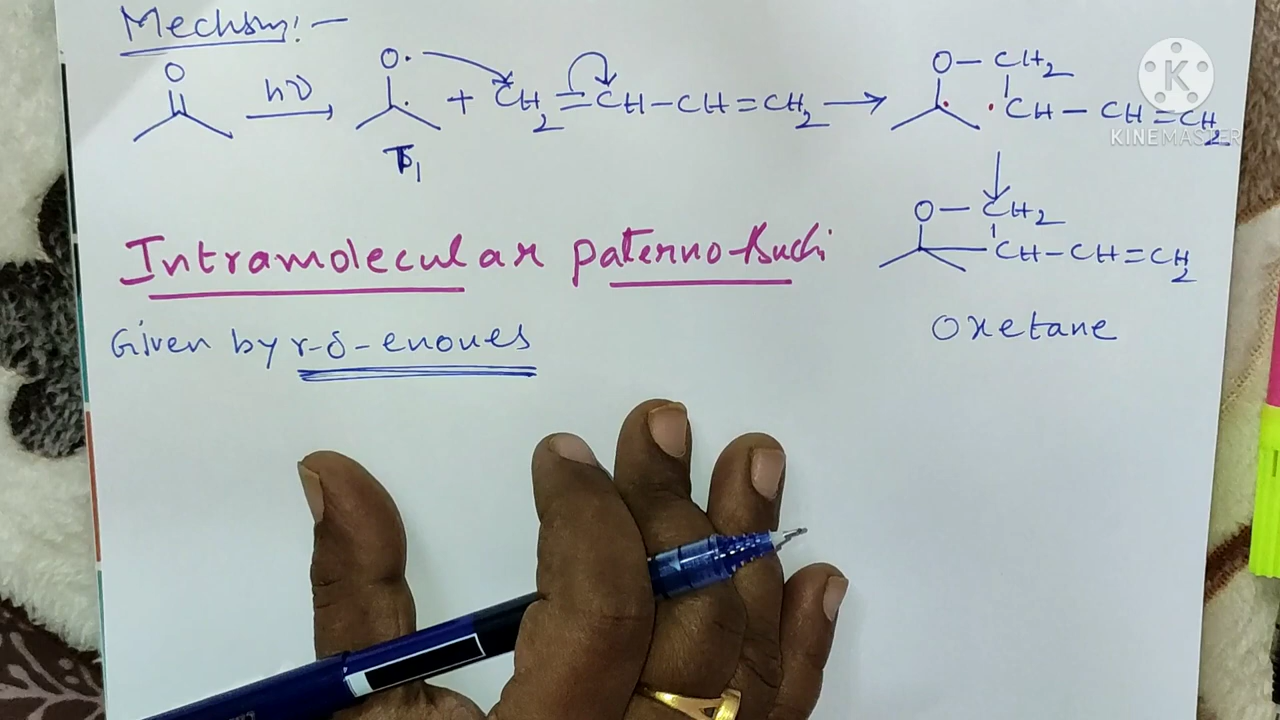 Mechsm:-
O
hν
O·
· + CH2=CH-CH=CH2 → O-CH2
·CH-CH=CH2
T1
K
KINEMASTER
O-CH2
CH-CH=CH2
Oxetane
Intramolecular paterno-Buchi
Given by γ-δ-enones